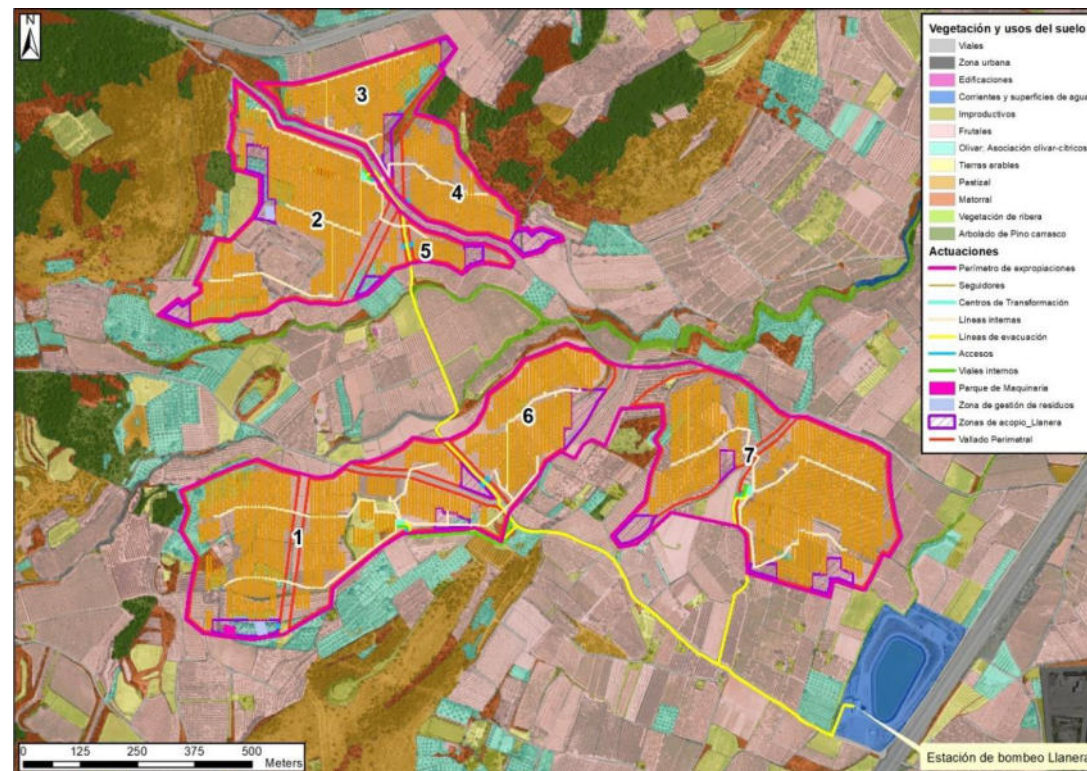 N
Vegetación y usos del suelo
Viales
Zona urbana
Edificaciones
Corrientes y superficies de agua
Improductivos
Frutales
Olivar; Asociación olivar-cítricos
Tierras arables
Pastizal
Matorral
Vegetación de ribera
Arbolado de Pino carrasco
Actuaciones
Perímetro de expropiaciones
Seguidores
Centros de Transformación
Líneas internas
Líneas de evacuación
Accesos
Viales internos
Parque de Maquinaria
Zona de gestión de residuos
Zonas de acopio_Llanera
Vallado Perimetral
3
4
2
5
6
7
1
0 125 250 375 500
Meters
Estación de bombeo Llanera